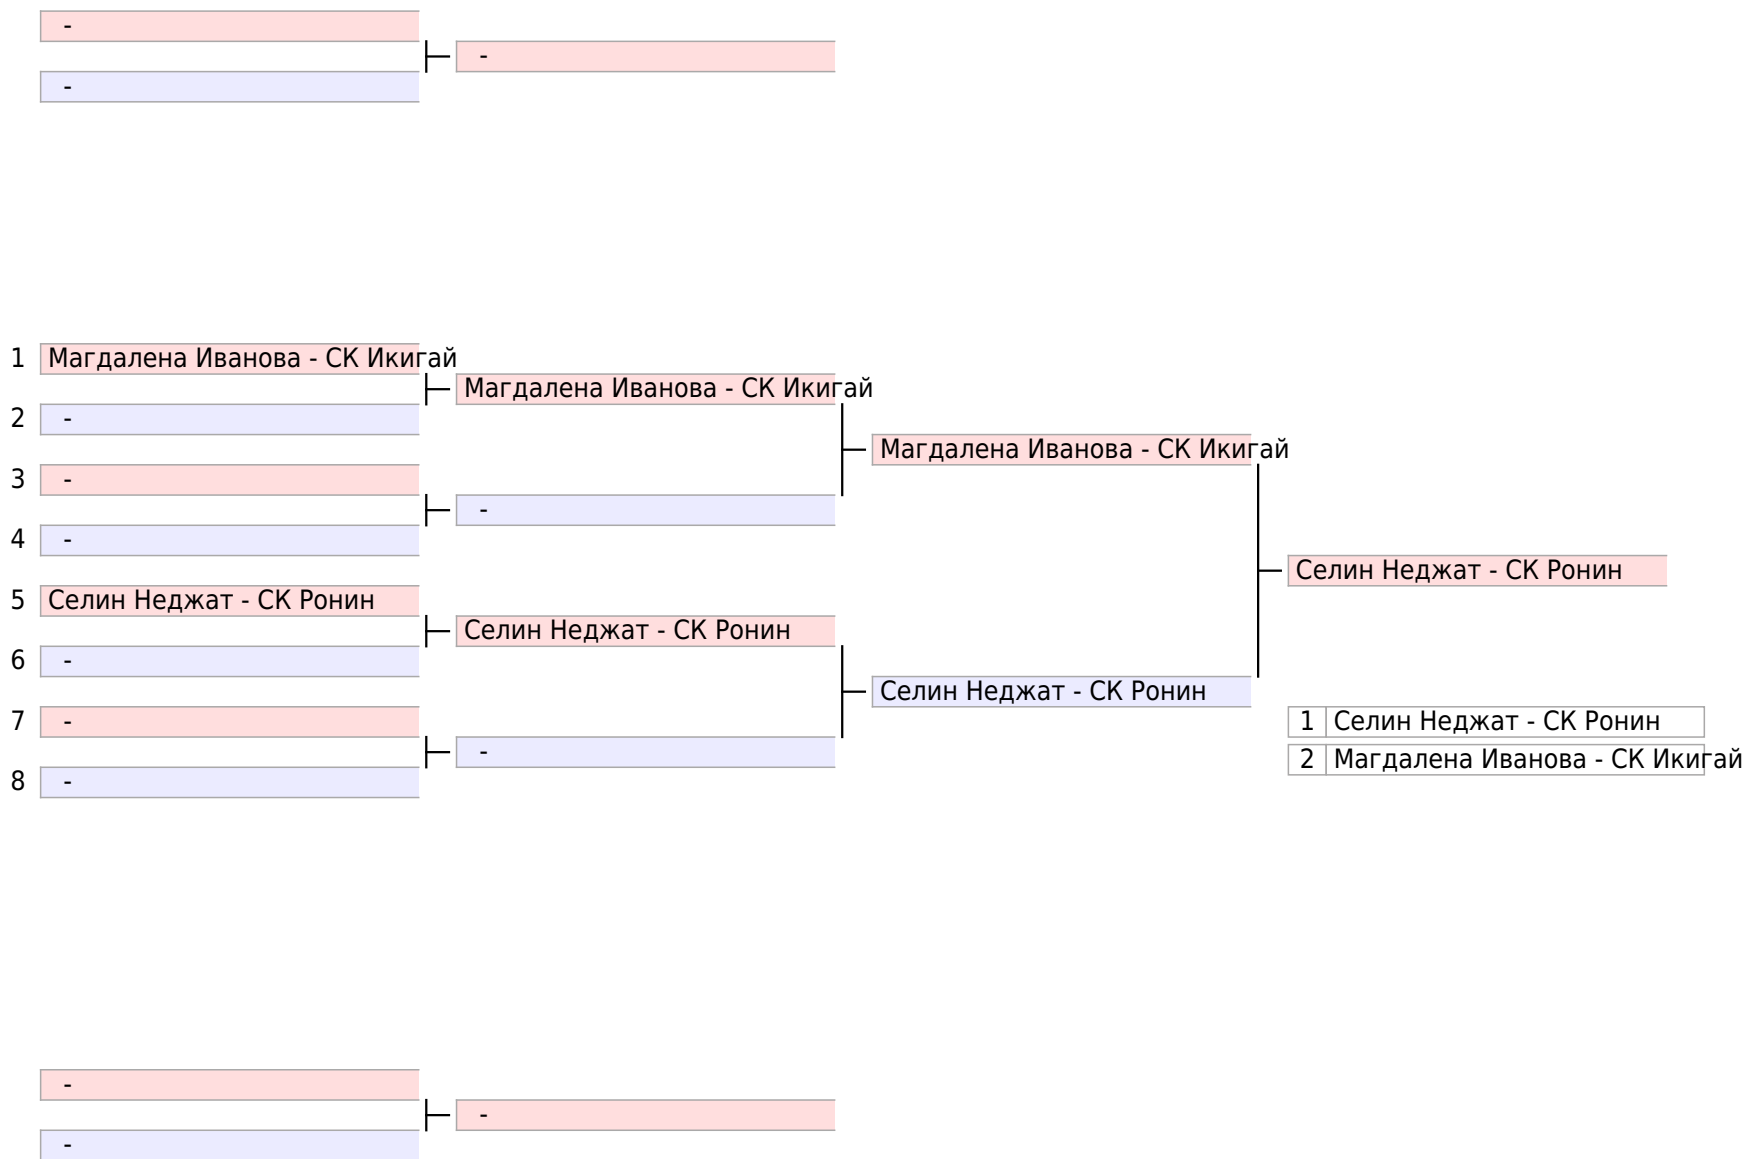 -
-
-
1 Магдалена Иванова - СК Икигай
Магдалена Иванова - СК Икигай
2 -
Магдалена Иванова - СК Икигай
3 -
-
4 -
Селин Неджат - СК Ронин
5 Селин Неджат - СК Ронин
Селин Неджат - СК Ронин
6 -
Селин Неджат - СК Ронин
7 -
1 Селин Неджат - СК Ронин
-
2 Магдалена Иванова - СК Икигай
8 -
-
-
-